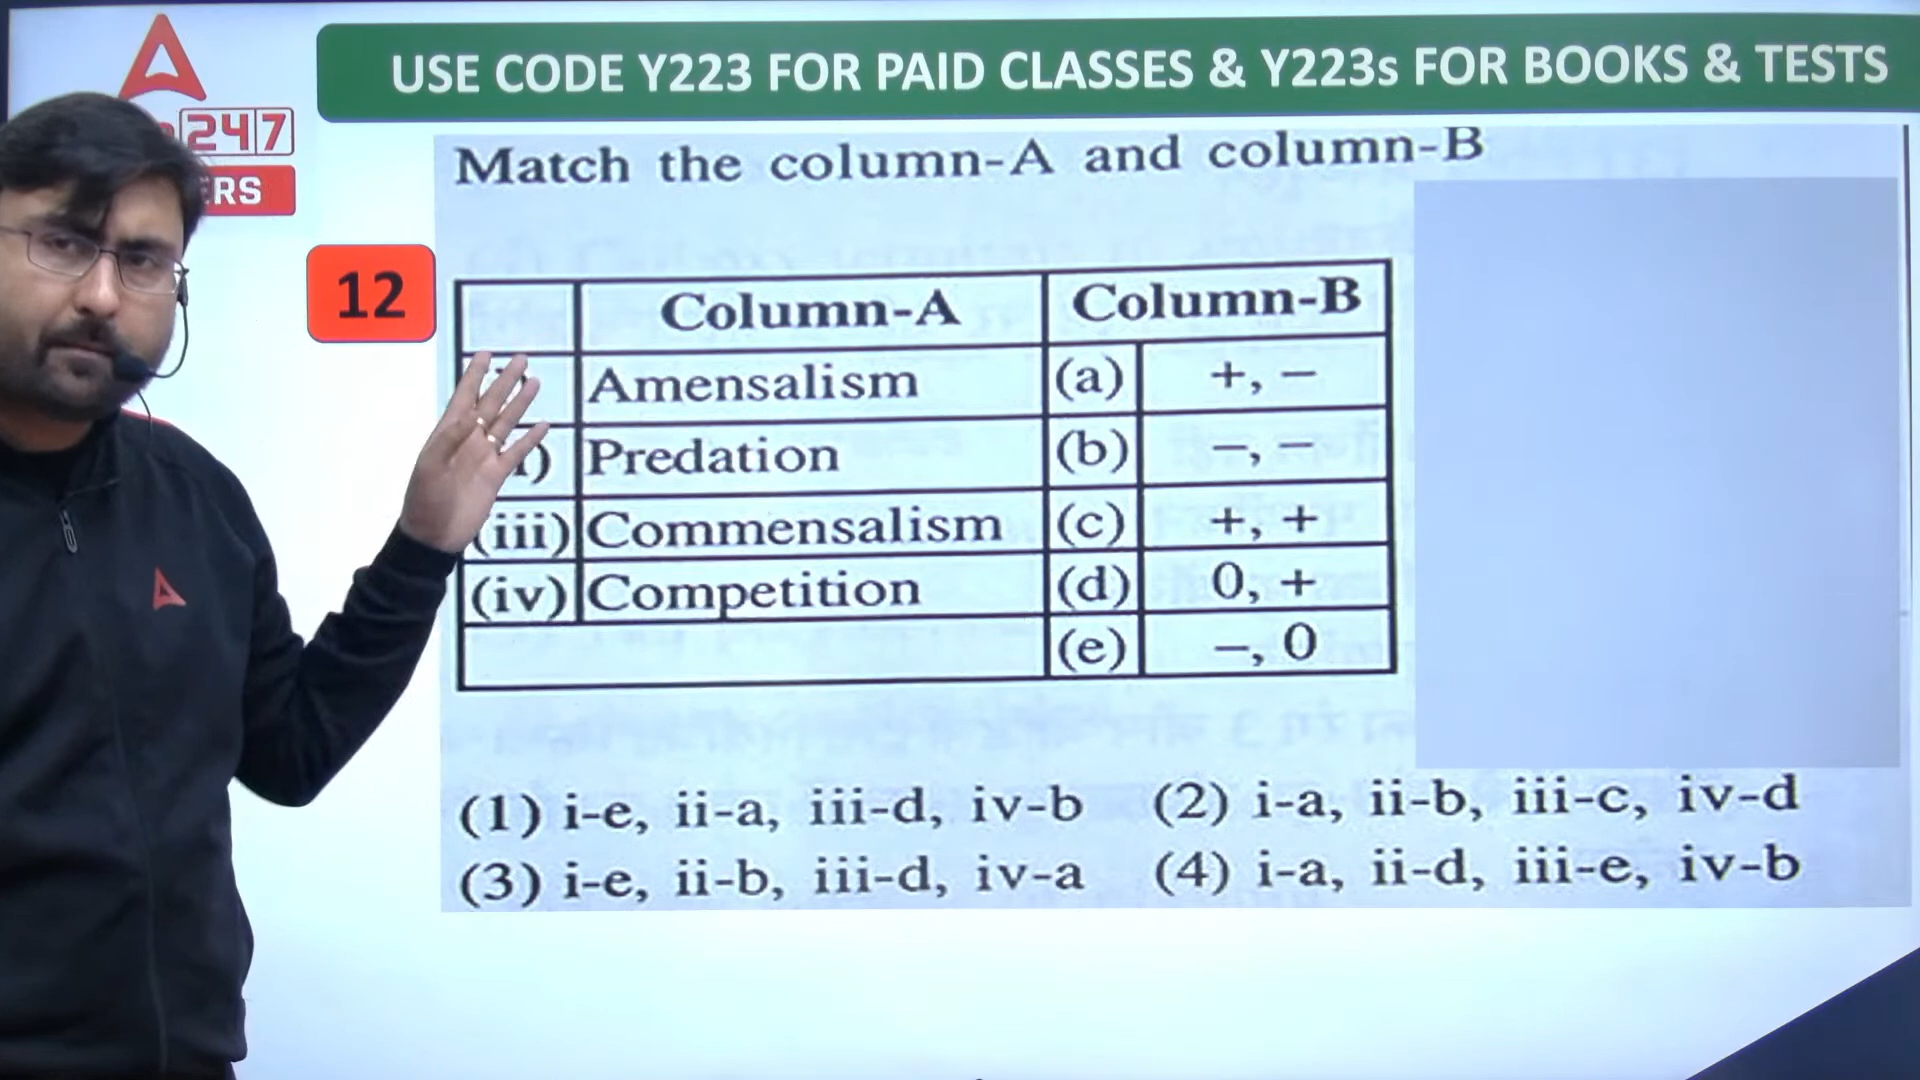 USE CODE Y223 FOR PAID CLASSES & Y223s FOR BOOKS & TESTS
247
ERS
Match the column-A and column-B
12
Column-A Column-B
Amensalism (a) +, −
Predation (b) −, −
(iii) Commensalism (c) +, +
(iv) Competition (d) 0, +
(e) −, 0
(1) i-e, ii-a, iii-d, iv-b (2) i-a, ii-b, iii-c, iv-d
(3) i-e, ii-b, iii-d, iv-a (4) i-a, ii-d, iii-e, iv-b